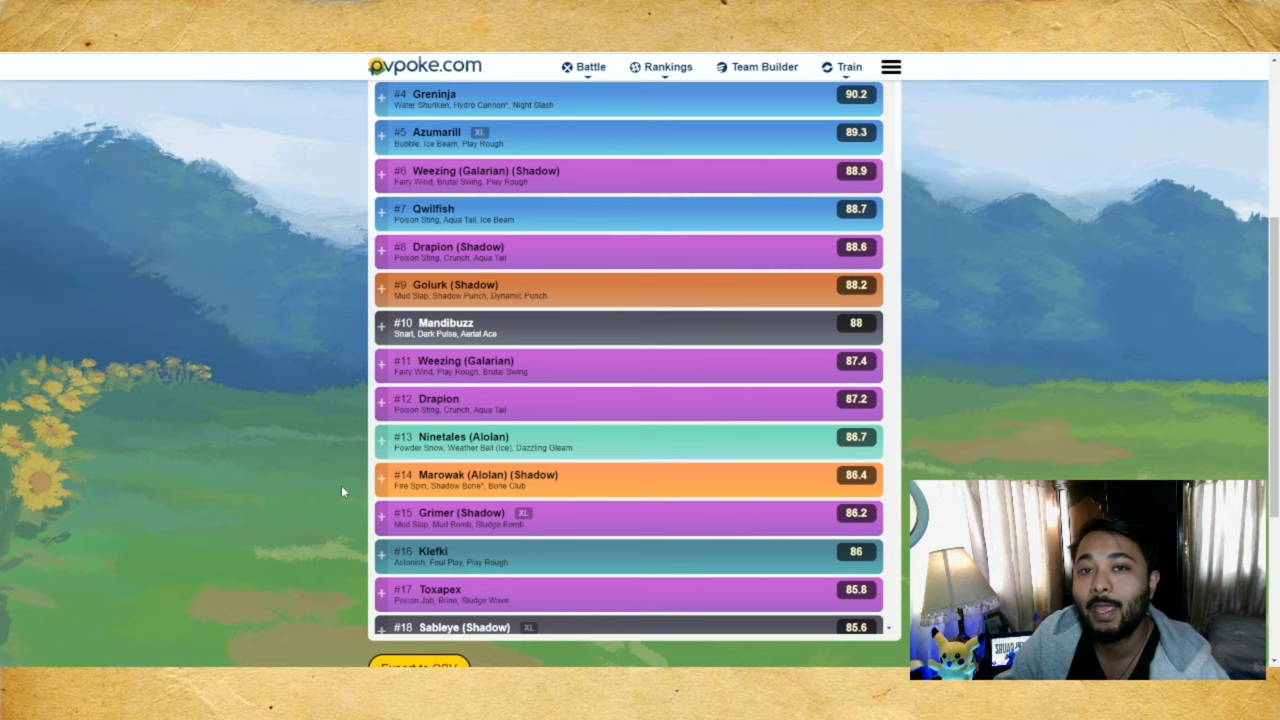 pvpoke.com
Battle
Rankings
Team Builder
Train
#4 Greninja 90.2
Water Shuriken, Hydro Cannon*, Night Slash
#5 Azumarill XL 89.3
Bubble, Ice Beam, Play Rough
#6 Weezing (Galarian) (Shadow) 88.9
Fairy Wind, Brutal Swing, Play Rough
#7 Qwilfish 88.7
Poison Sting, Aqua Tail, Ice Beam
#8 Drapion (Shadow) 88.6
Poison Sting, Crunch, Aqua Tail
#9 Golurk (Shadow) 88.2
Mud Slap, Shadow Punch, Dynamic Punch
#10 Mandibuzz 88
Snarl, Dark Pulse, Aerial Ace
#11 Weezing (Galarian) 87.4
Fairy Wind, Play Rough, Brutal Swing
#12 Drapion 87.2
Poison Sting, Crunch, Aqua Tail
#13 Ninetales (Alolan) 86.7
Powder Snow, Weather Ball (Ice), Dazzling Gleam
#14 Marowak (Alolan) (Shadow) 86.4
Fire Spin, Shadow Bone*, Bone Club
#15 Grimer (Shadow) XL 86.2
Mud Slap, Mud Bomb, Sludge Bomb
#16 Klefki 86
Astonish, Foul Play, Play Rough
#17 Toxapex 85.8
Poison Jab, Brine, Sludge Wave
#18 Sableye (Shadow) XL 85.6
Export to CSV